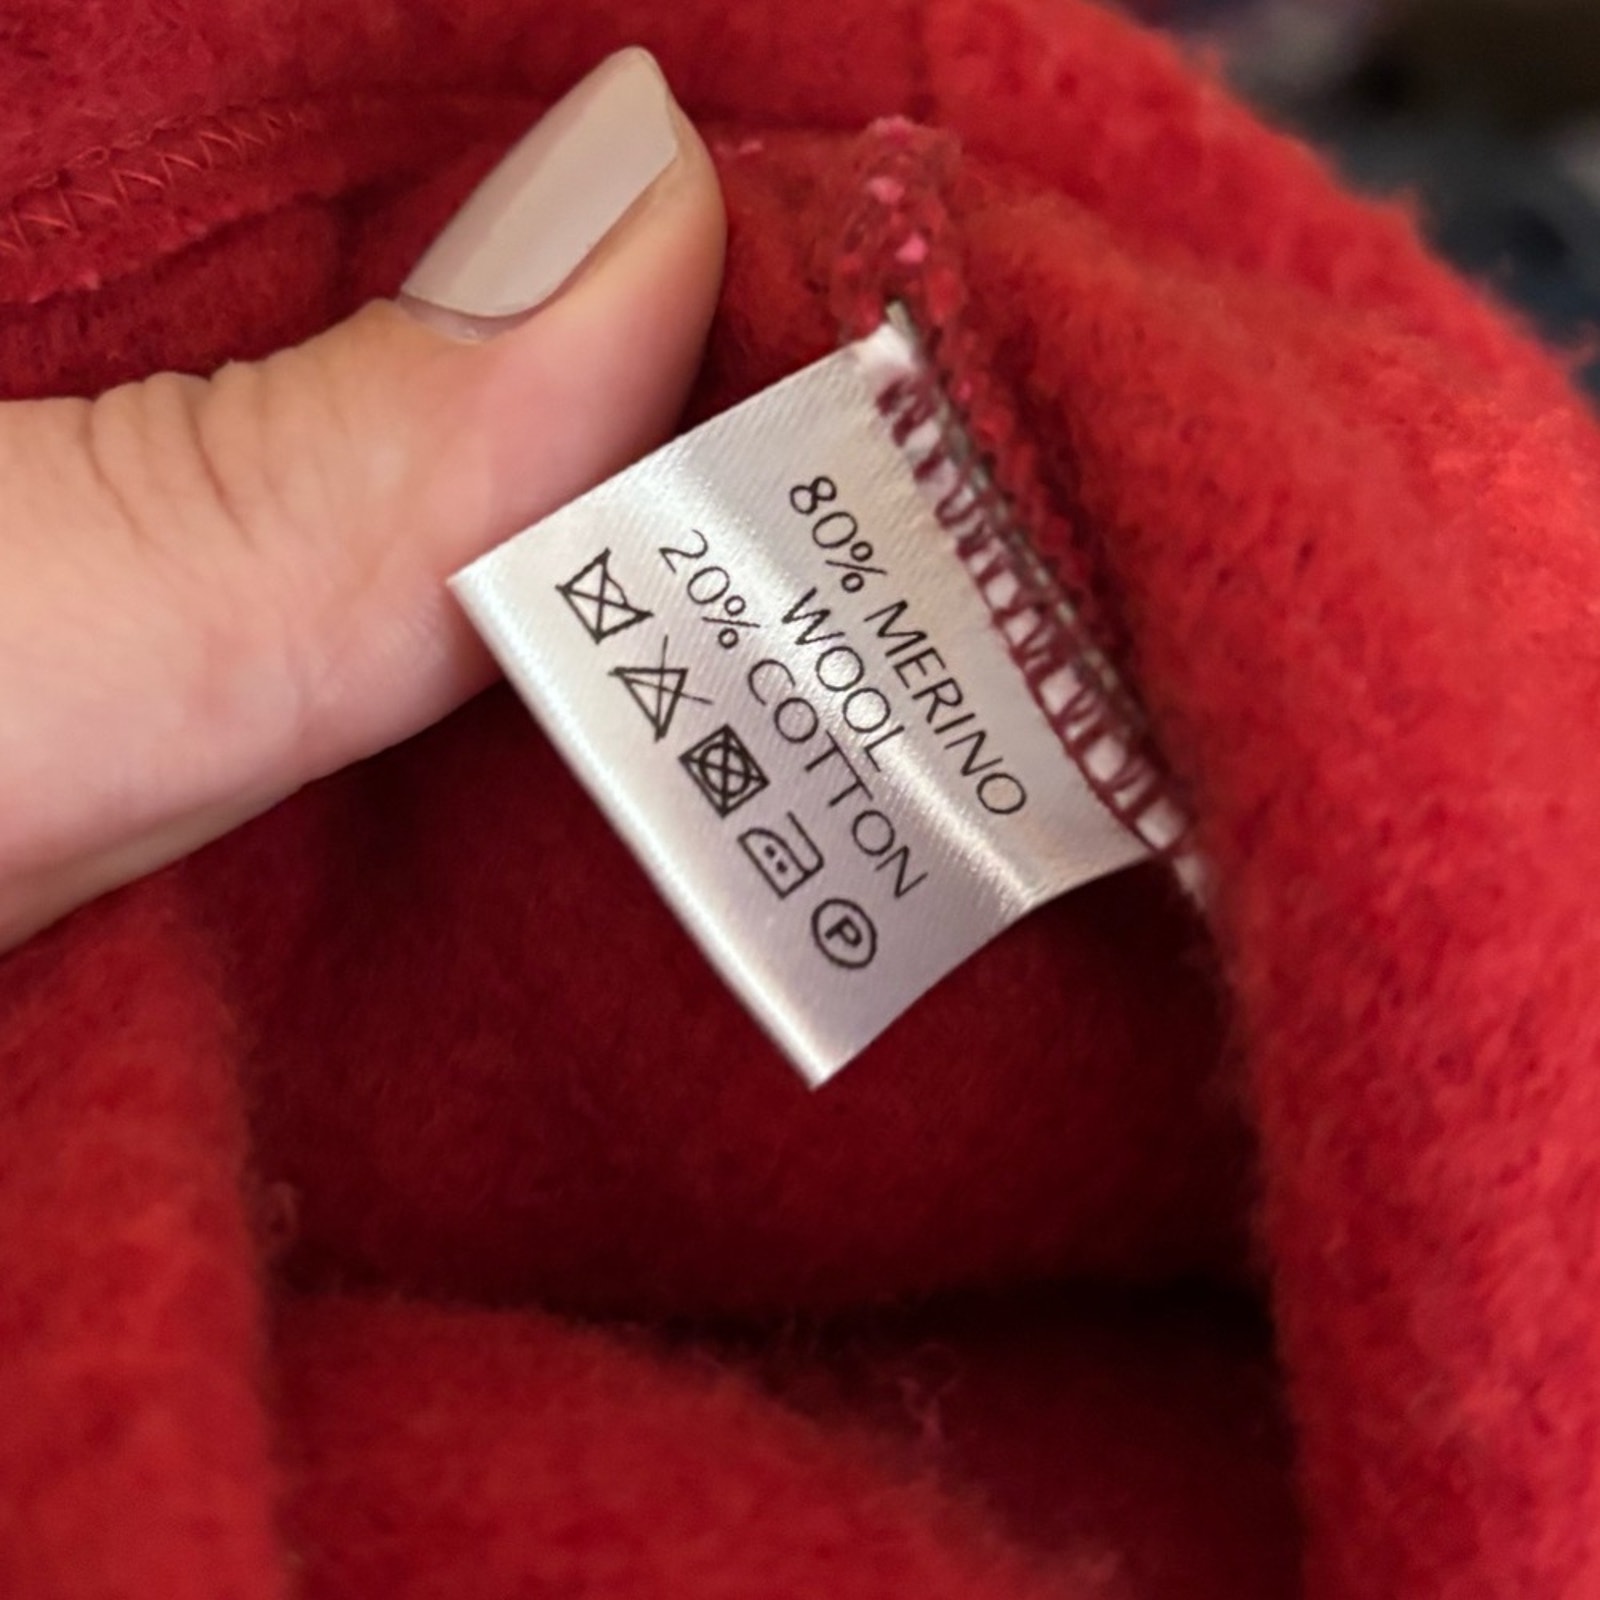 80% MERINO
WOOL
20% COTTON
P